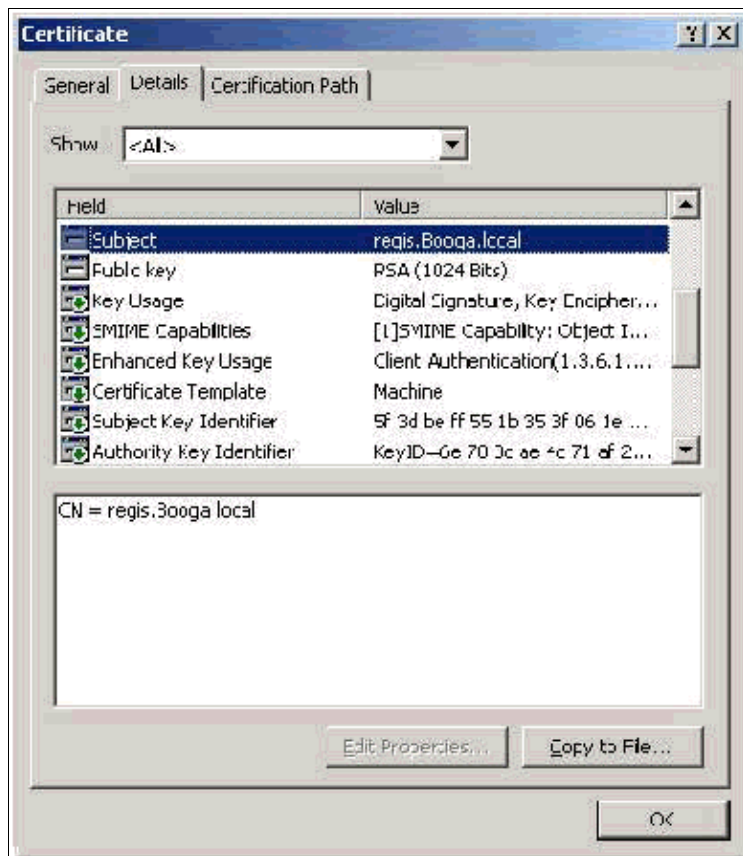 Certificate
General Details Certification Path
Show <All>
Field Value
Subject regis.Booga.local
Public key RSA (1024 Bits)
Key Usage Digital Signature, Key Encipher...
SMIME Capabilities [1]SMIME Capability: Object I...
Enhanced Key Usage Client Authentication(1.3.6.1....
Certificate Template Machine
Subject Key Identifier 5f 3d be ff 55 1b 35 3f 06 1e ...
Authority Key Identifier
CN = regis.Booga.local
Edit Properties... Copy to File...
OK